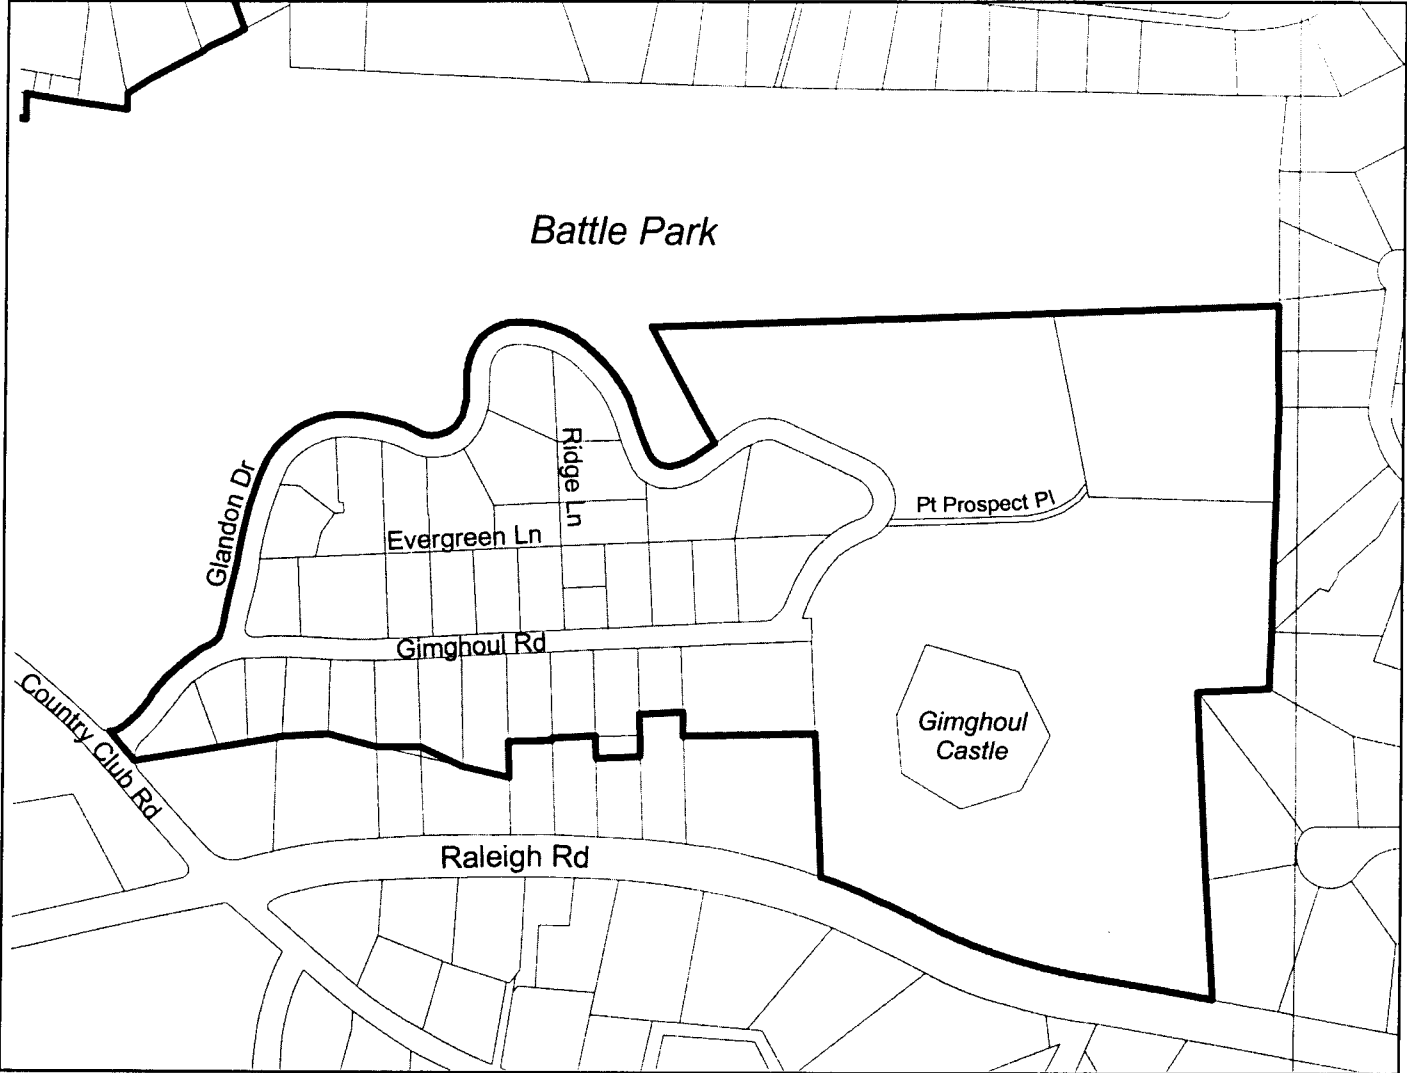 Battle Park
Ridge Ln
Glandon Dr
Pt Prospect Pl
Evergreen Ln
Gimghoul Rd
Country Club Rd
Gimghoul
Castle
Raleigh Rd